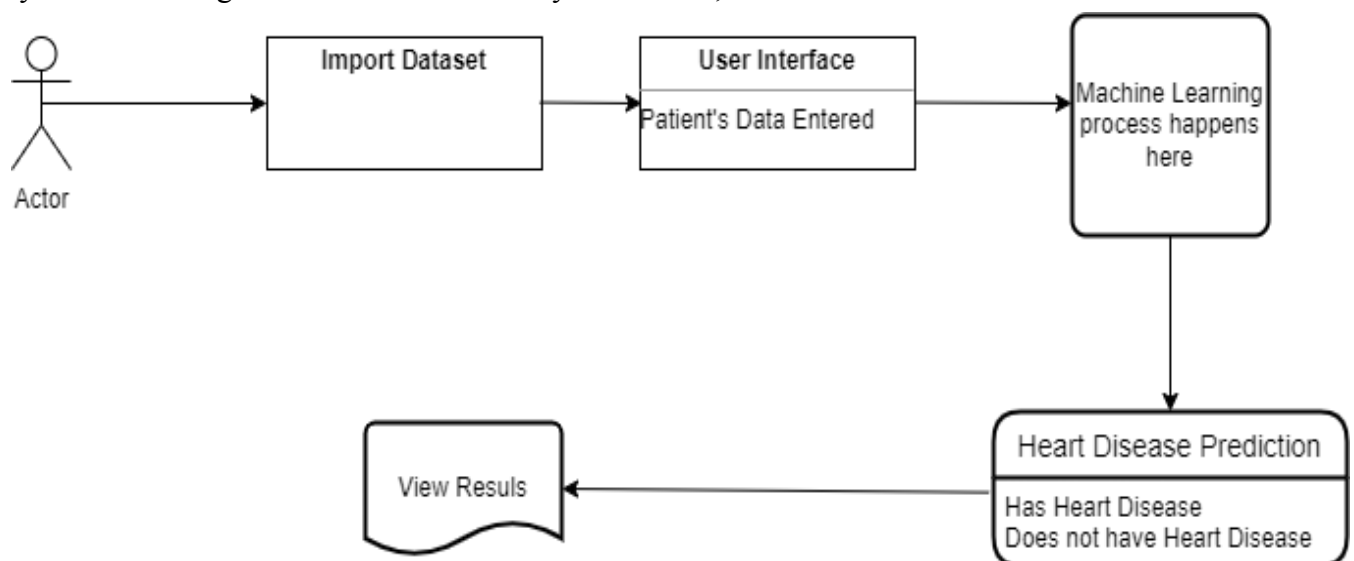 Import Dataset
User Interface
Patient's Data Entered
Machine Learning
process happens
here
Actor
Heart Disease Prediction
Has Heart Disease
Does not have Heart Disease
View Resuls